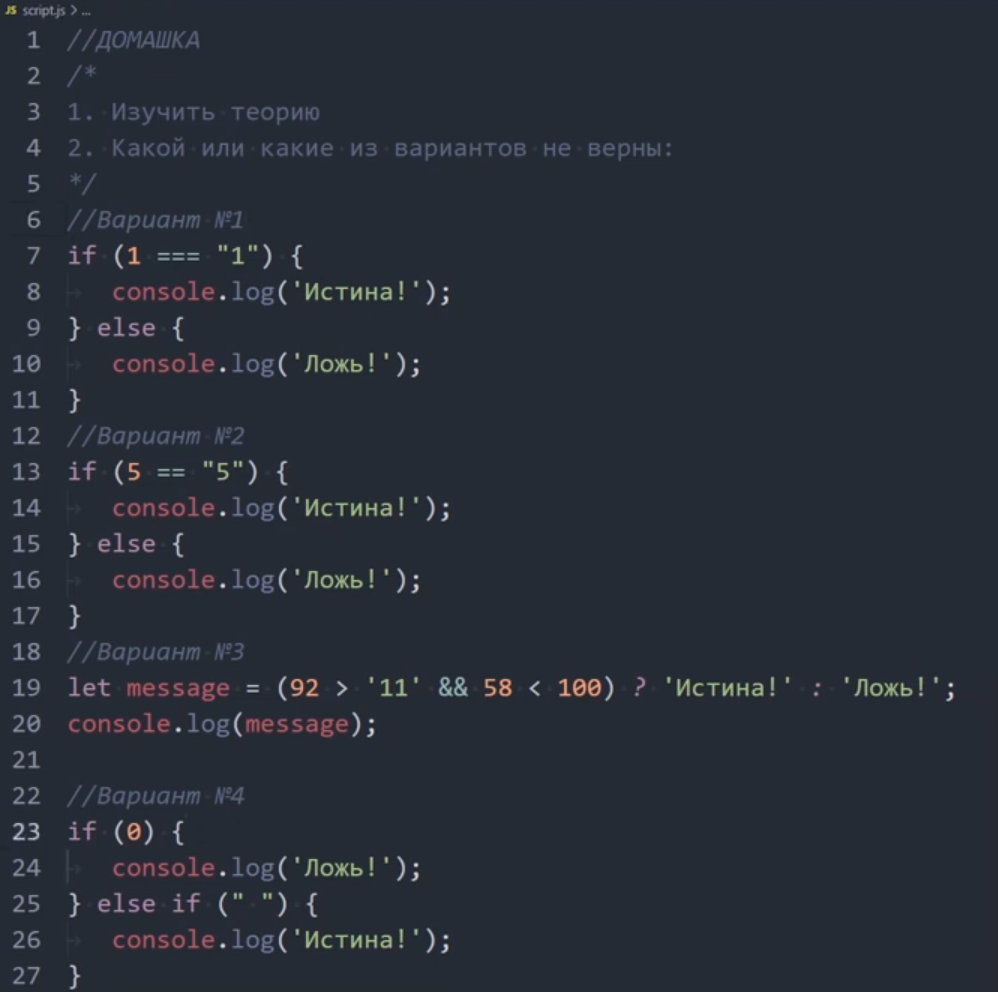 JS script.js > ...
1 //ДОМАШКА
2 /*
3 1. Изучить теорию
4 2. Какой или какие из вариантов не верны:
5 */
6 //Вариант №1
7 if (1 === "1") {
8 console.log('Истина!');
9 } else {
10 console.log('Ложь!');
11 }
12 //Вариант №2
13 if (5 == "5") {
14 console.log('Истина!');
15 } else {
16 console.log('Ложь!');
17 }
18 //Вариант №3
19 let message = (92 > '11' && 58 < 100) ? 'Истина!' : 'Ложь!';
20 console.log(message);
21
22 //Вариант №4
23 if (0) {
24 console.log('Ложь!');
25 } else if (" ") {
26 console.log('Истина!');
27 }